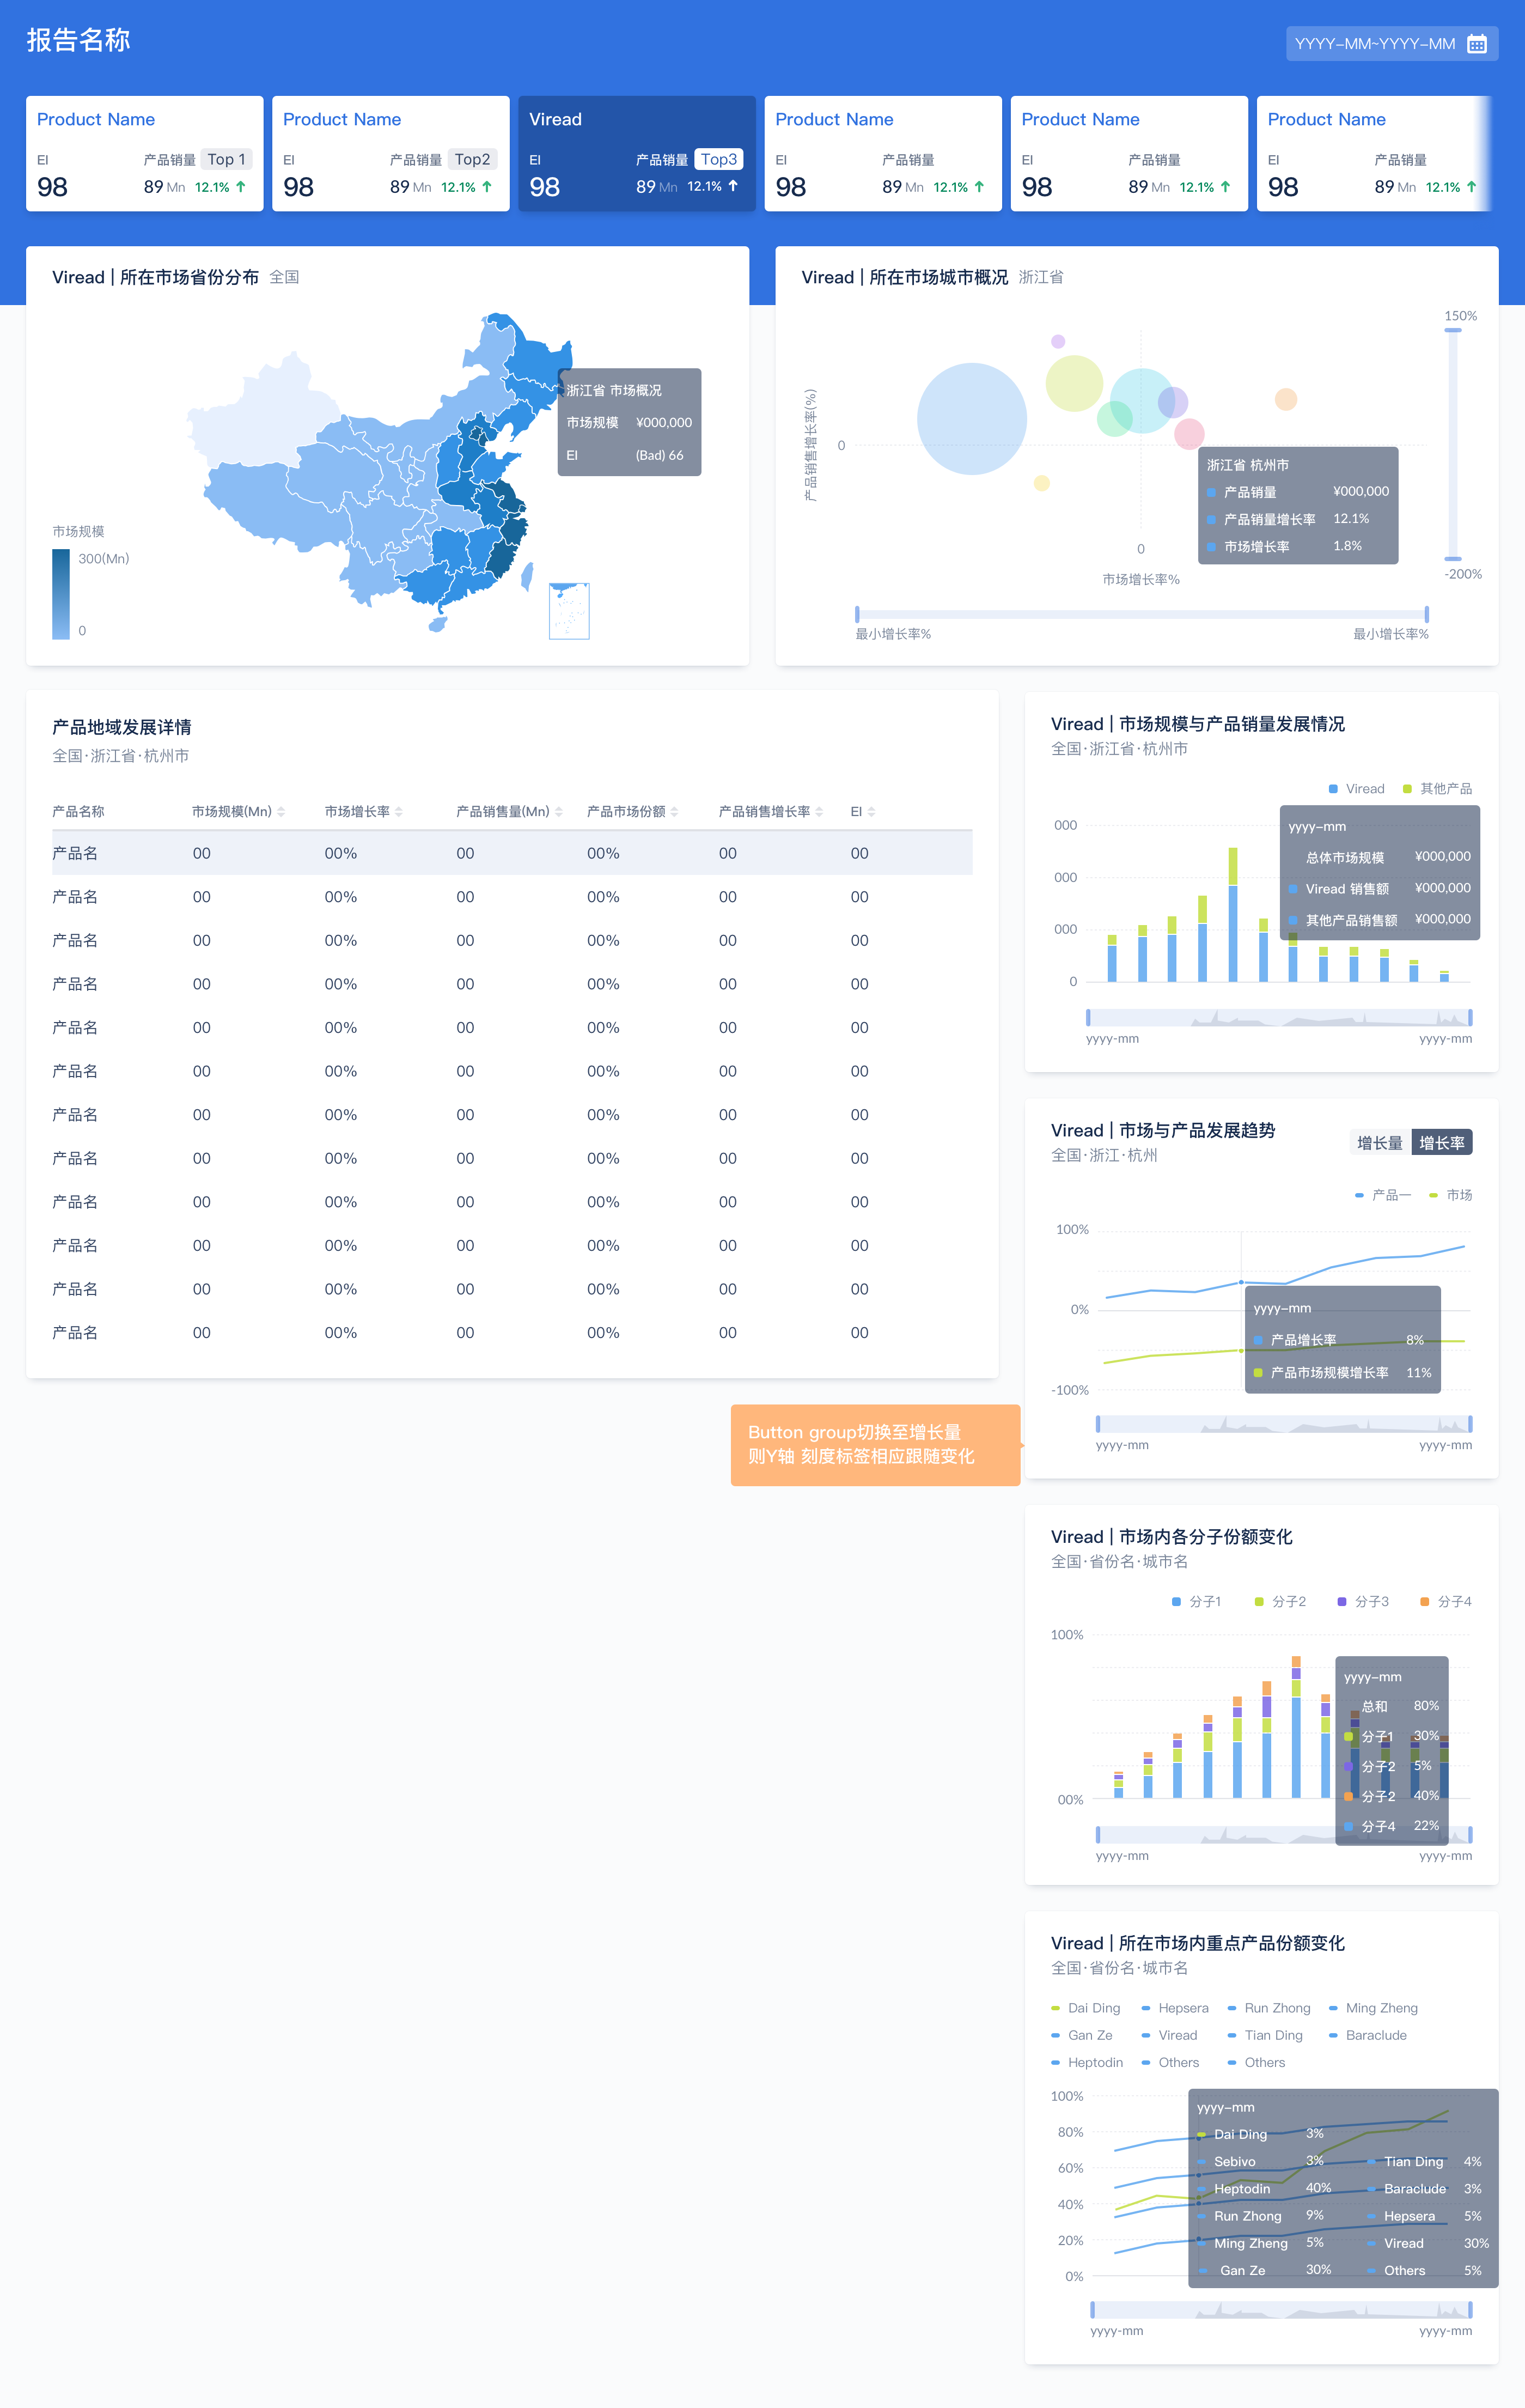 报告名称
YYYY-MM~YYYY-MM
Product Name
EI
产品销量 Top 1
98
89 Mn 12.1%
Product Name
EI
产品销量 Top2
98
89 Mn 12.1%
Viread
EI
产品销量 Top3
98
89 Mn 12.1%
Product Name
EI
产品销量
98
89 Mn 12.1%
Product Name
EI
产品销量
98
89 Mn 12.1%
Product Name
EI
产品销量
98
89 Mn 12.1%
Viread | 所在市场省份分布 全国
浙江省 市场概况
市场规模 ¥000,000
EI (Bad) 66
市场规模
300(Mn)
0
Viread | 所在市场城市概况 浙江省
150%
产品销售增长率(%)
0
浙江省 杭州市
产品销量 ¥000,000
产品销量增长率 12.1%
市场增长率 1.8%
0
市场增长率%
-200%
最小增长率% 最小增长率%
产品地域发展详情
全国·浙江省·杭州市
产品名称 市场规模(Mn) 市场增长率 产品销售量(Mn) 产品市场份额 产品销售增长率 EI
产品名 00 00% 00 00% 00 00
产品名 00 00% 00 00% 00 00
产品名 00 00% 00 00% 00 00
产品名 00 00% 00 00% 00 00
产品名 00 00% 00 00% 00 00
产品名 00 00% 00 00% 00 00
产品名 00 00% 00 00% 00 00
产品名 00 00% 00 00% 00 00
产品名 00 00% 00 00% 00 00
产品名 00 00% 00 00% 00 00
产品名 00 00% 00 00% 00 00
产品名 00 00% 00 00% 00 00
Viread | 市场规模与产品销量发展情况
全国·浙江省·杭州市
Viread 其他产品
000
000
000
0
yyyy-mm
总体市场规模 ¥000,000
Viread 销售额 ¥000,000
其他产品销售额 ¥000,000
yyyy-mm yyyy-mm
Viread | 市场与产品发展趋势
全国·浙江·杭州
增长量 增长率
产品一 市场
100%
0%
-100%
yyyy-mm
产品增长率 8%
产品市场规模增长率 11%
yyyy-mm yyyy-mm
Button group切换至增长量
则Y轴 刻度标签相应跟随变化
Viread | 市场内各分子份额变化
全国·省份名·城市名
分子1 分子2 分子3 分子4
100%
00%
yyyy-mm
总和 80%
分子1 30%
分子2 5%
分子2 40%
分子4 22%
yyyy-mm yyyy-mm
Viread | 所在市场内重点产品份额变化
全国·省份名·城市名
Dai Ding Hepsera Run Zhong Ming Zheng
Gan Ze Viread Tian Ding Baraclude
Heptodin Others Others
100%
80%
60%
40%
20%
0%
yyyy-mm
Dai Ding 3%
Sebivo 3% Tian Ding 4%
Heptodin 40% Baraclude 3%
Run Zhong 9% Hepsera 5%
Ming Zheng 5% Viread 30%
Gan Ze 30% Others 5%
yyyy-mm yyyy-mm